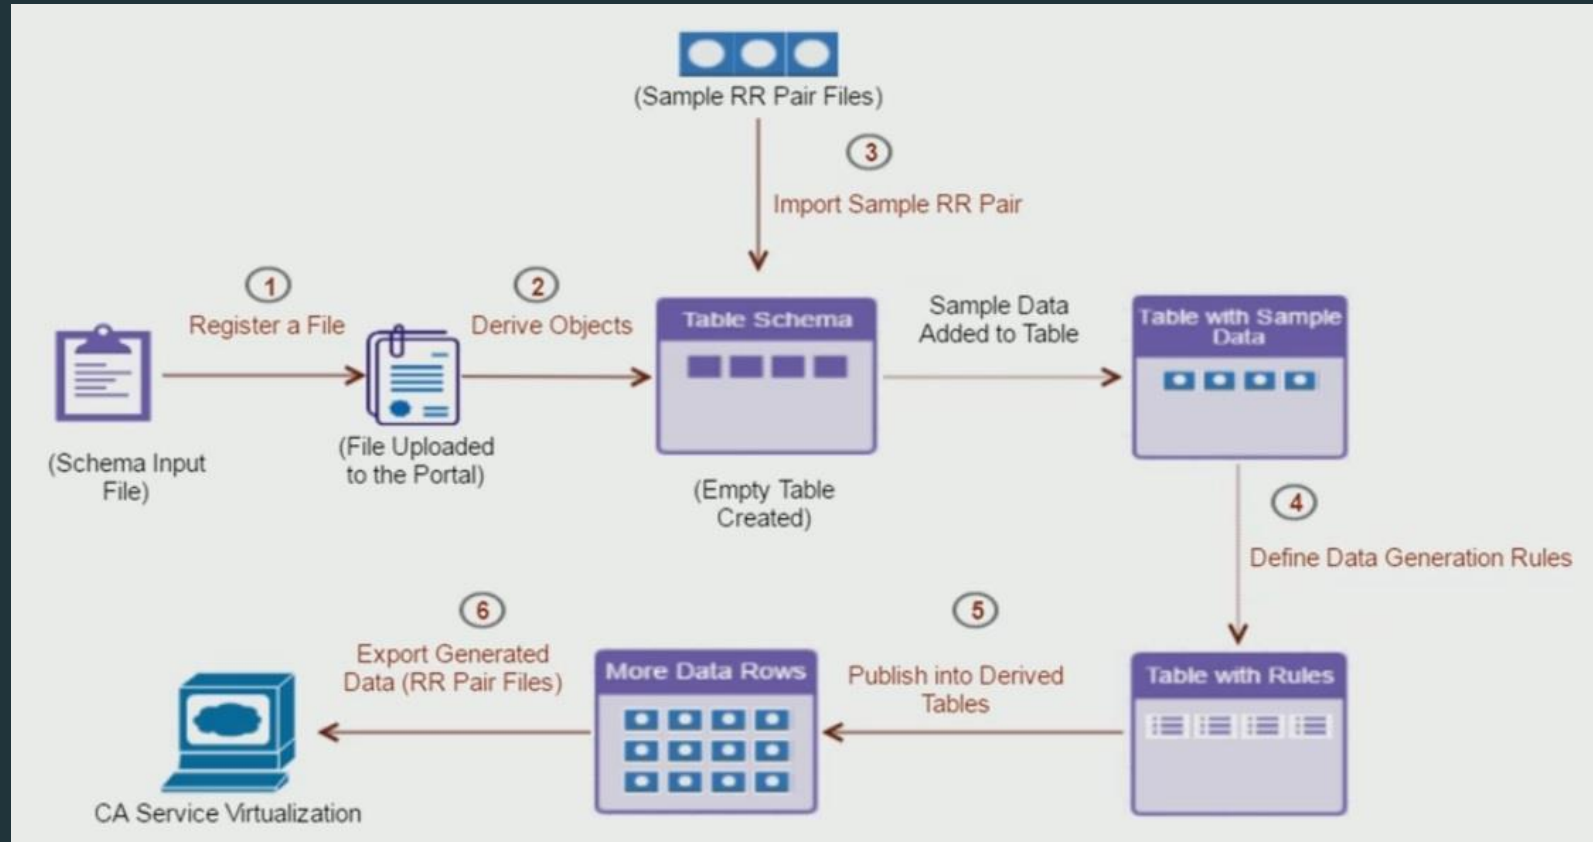 (Sample RR Pair Files)
3
Import Sample RR Pair
1
Register a File
2
Derive Objects
(Schema Input
File)
(File Uploaded
to the Portal)
Table Schema
(Empty Table
Created)
Sample Data
Added to Table
Table with Sample
Data
4
Define Data Generation Rules
Table with Rules
5
Publish into Derived
Tables
More Data Rows
6
Export Generated
Data (RR Pair Files)
CA Service Virtualization